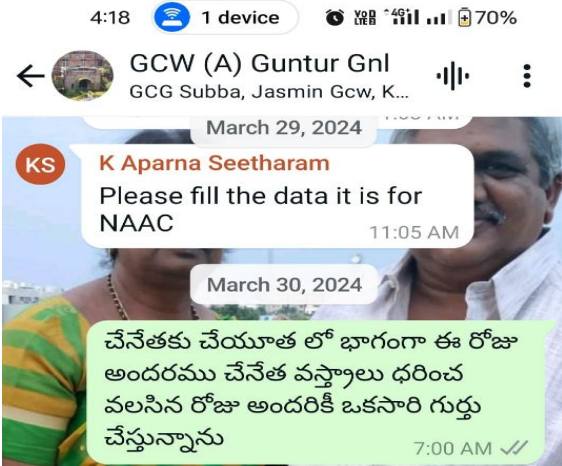 4:18 1 device 4G+ 70%
GCW (A) Guntur Gnl
GCG Subba, Jasmin Gcw, K...
March 29, 2024
KS K Aparna Seetharam
Please fill the data it is for
NAAC
11:05 AM
March 30, 2024
చేనేతకు చేయూత లో భాగంగా ఈ రోజు
అందరము చేనేత వస్త్రాలు ధరించ
వలసిన రోజు అందరికీ ఒకసారి గుర్తు
చేస్తున్నాను
7:00 AM